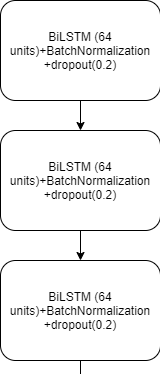 BiLSTM (64
units)+BatchNormalization
+dropout(0.2)
BiLSTM (64
units)+BatchNormalization
+dropout(0.2)
BiLSTM (64
units)+BatchNormalization
+dropout(0.2)